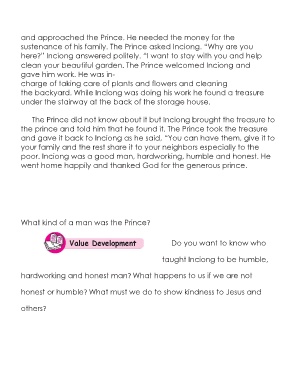 and approached the Prince. He needed the money for the
sustenance of his family. The Prince asked Inciong. "Why are you
here?" Inciong answered politely. "I want to stay with you and help
clean your beautiful garden. The Prince welcomed Inciong and
gave him work. He was in-
charge of taking care of plants and flowers and cleaning
the backyard. While Inciong was doing his work he found a treasure
under the stairway at the back of the storage house.
The Prince did not know about it but Inciong brought the treasure to
the prince and told him that he found it. The Prince took the treasure
and gave it back to Inciong as he said. "You can have them, give it to
your family and the rest share it to your neighbors especially to the
poor. Inciong was a good man, hardworking, humble and honest. He
went home happily and thanked God for the generous prince.
What kind of a man was the Prince?
Value Development
Do you want to know who
taught Inciong to be humble,
hardworking and honest man? What happens to us if we are not
honest or humble? What must we do to show kindness to Jesus and
others?